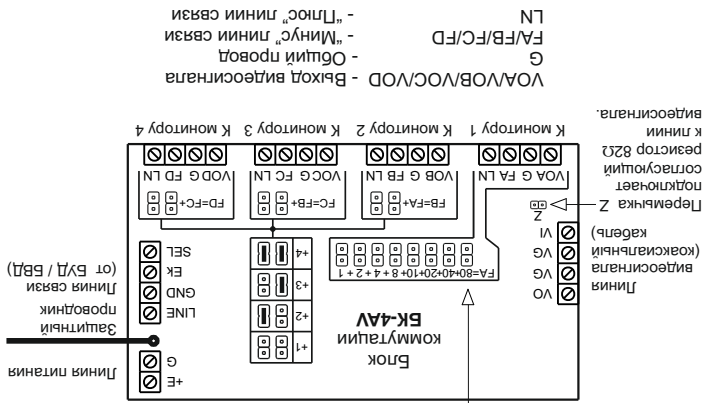 +E
G
Линия питания
Блок
коммутации
БК-4AV
Защитный
проводник
+1
+2
+3
+4
LINE
GND
Ek
SEL
Линия связи
(от БУД / БВД)
Линия
видеосигнала
(коаксиальный
кабель)
VO
VG
VG
VI
FA=80+40+20+10+8+4+2+1
Перемычка Z
подключает
согласующий
резистор 82Ω
к линии
видеосигнала.
Z
FB=FA+
FC=FB+
FD=FC+
VOA G FA LN
VOB G FB LN
VOC G FC LN
VOD G FD LN
К монитору 1
К монитору 2
К монитору 3
К монитору 4
VOA/VOB/VOC/VOD - Выход видеосигнала
G - Общий провод
FA/FB/FC/FD - "Минус" линии связи
LN - "Плюс" линии связи